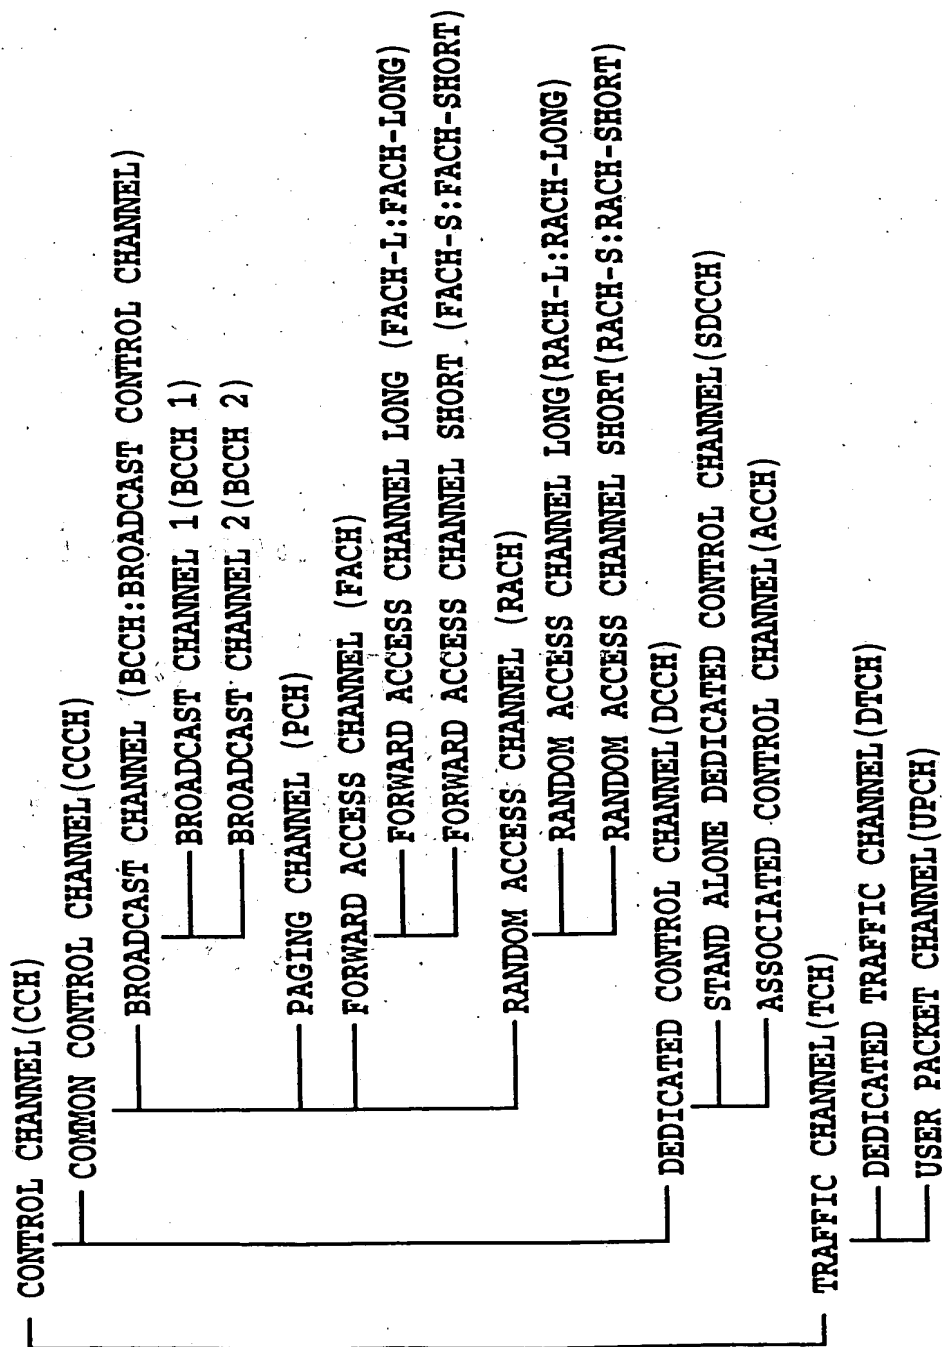 CONTROL CHANNEL(CCH)
COMMON CONTROL CHANNEL(CCCH)
BROADCAST CHANNEL (BCCH:BROADCAST CONTROL CHANNEL)
BROADCAST CHANNEL 1(BCCH 1)
BROADCAST CHANNEL 2(BCCH 2)
PAGING CHANNEL (PCH)
FORWARD ACCESS CHANNEL (FACH)
FORWARD ACCESS CHANNEL LONG (FACH-L:FACH-LONG)
FORWARD ACCESS CHANNEL SHORT (FACH-S:FACH-SHORT)
RANDOM ACCESS CHANNEL (RACH)
RANDOM ACCESS CHANNEL LONG(RACH-L:RACH-LONG)
RANDOM ACCESS CHANNEL SHORT(RACH-S:RACH-SHORT)
DEDICATED CONTROL CHANNEL(DCCH)
STAND ALONE DEDICATED CONTROL CHANNEL(SDCCH)
ASSOCIATED CONTROL CHANNEL(ACCH)
TRAFFIC CHANNEL(TCH)
DEDICATED TRAFFIC CHANNEL(DTCH)
USER PACKET CHANNEL(UPCH)